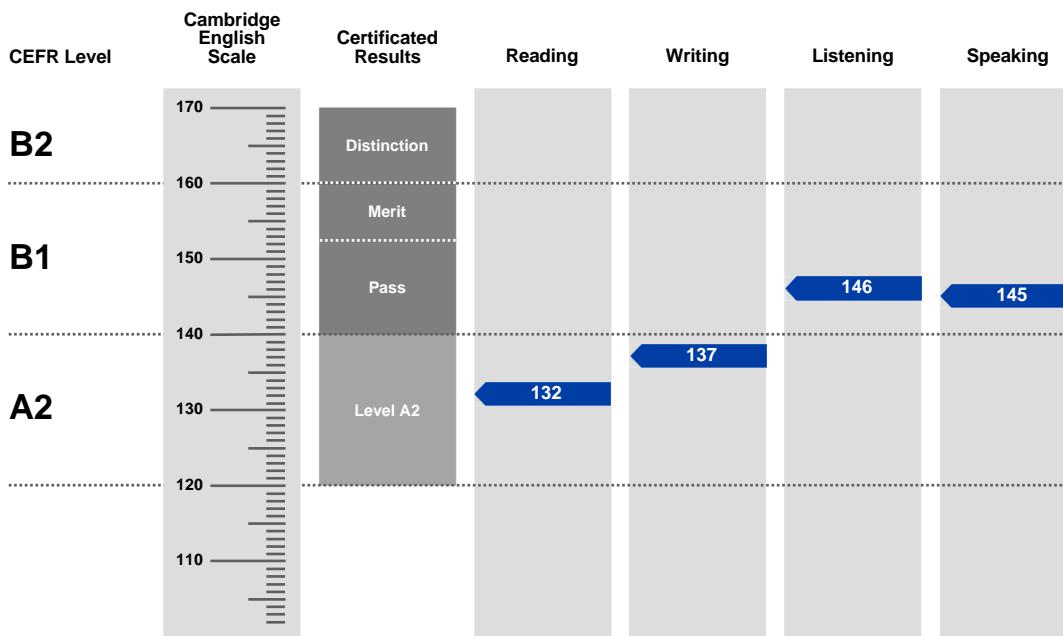 CEFR Level
Cambridge
English
Scale
Certificated
Results
Reading
Writing
Listening
Speaking
170
B2
Distinction
160
Merit
B1
150
Pass
146
145
140
137
A2
132
130
Level A2
120
110